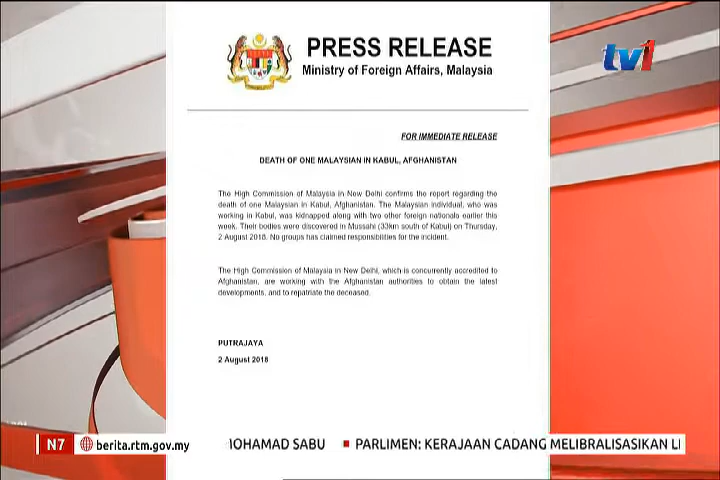 PRESS RELEASE
Ministry of Foreign Affairs, Malaysia
tv1
FOR IMMEDIATE RELEASE
DEATH OF ONE MALAYSIAN IN KABUL, AFGHANISTAN
The High Commission of Malaysia in New Delhi confirms the report regarding the
death of one Malaysian in Kabul, Afghanistan. The Malaysian individual, who was
working in Kabul, was kidnapped along with two other foreign nationals earlier this
week. Their bodies were discovered in Mussahi (33km south of Kabul) on Thursday,
2 August 2018. No groups has claimed responsibilities for the incident.
The High Commission of Malaysia in New Delhi, which is concurrently accredited to
Afghanistan, are working with the Afghanistan authorities to obtain the latest
developments, and to repatriate the deceased.
PUTRAJAYA
2 August 2018
N7 berita.rtm.gov.my MOHAMAD SABU PARLIMEN: KERAJAAN CADANG MELIBRALISASIKAN